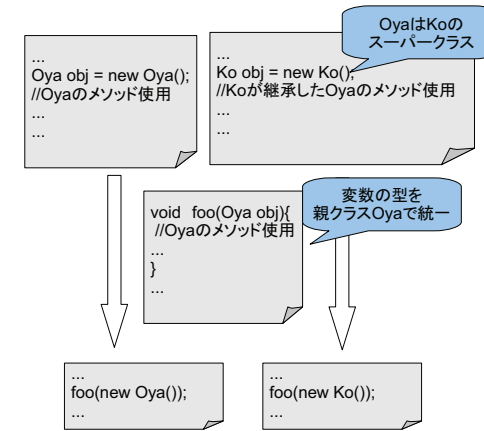 ...
Oya obj = new Oya();
//Oyaのメソッド使用
...
...
OyaはKoの
スーパークラス
...
Ko obj = new Ko();
//Koが継承したOyaのメソッド使用
...
...
変数の型を
親クラスOyaで統一
void foo(Oya obj){
//Oyaのメソッド使用
...
}
...
...
foo(new Oya());
...
...
foo(new Ko());
...